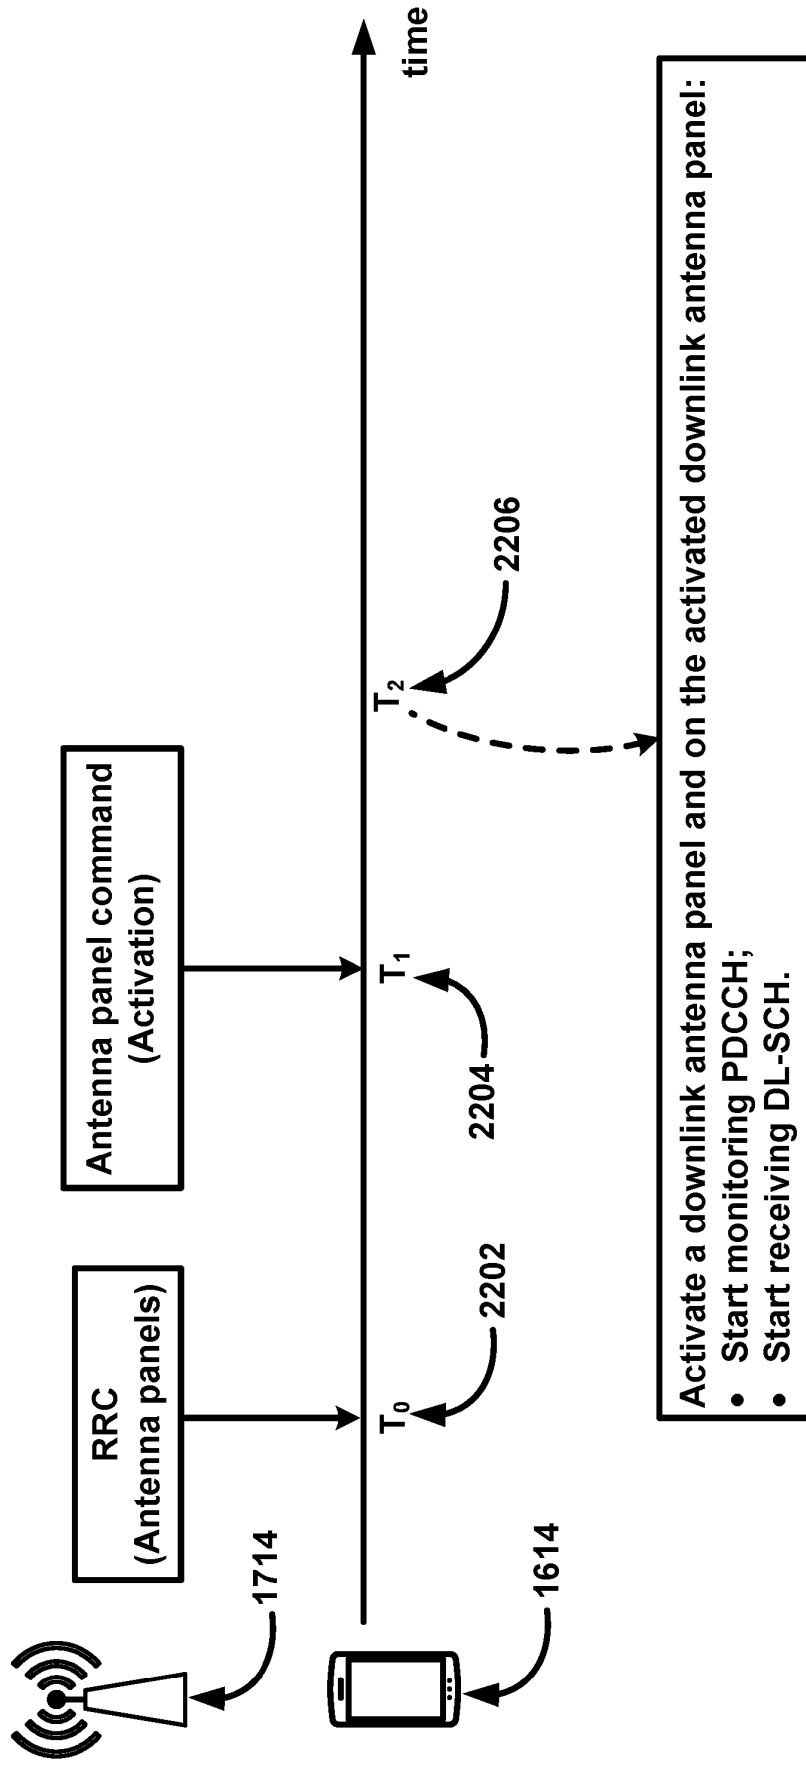 1714
RRC
(Antenna panels)
Antenna panel command
(Activation)
time
1614
T0
2202
T1
2204
T2
2206
Activate a downlink antenna panel and on the activated downlink antenna panel:
• Start monitoring PDCCH;
• Start receiving DL-SCH.